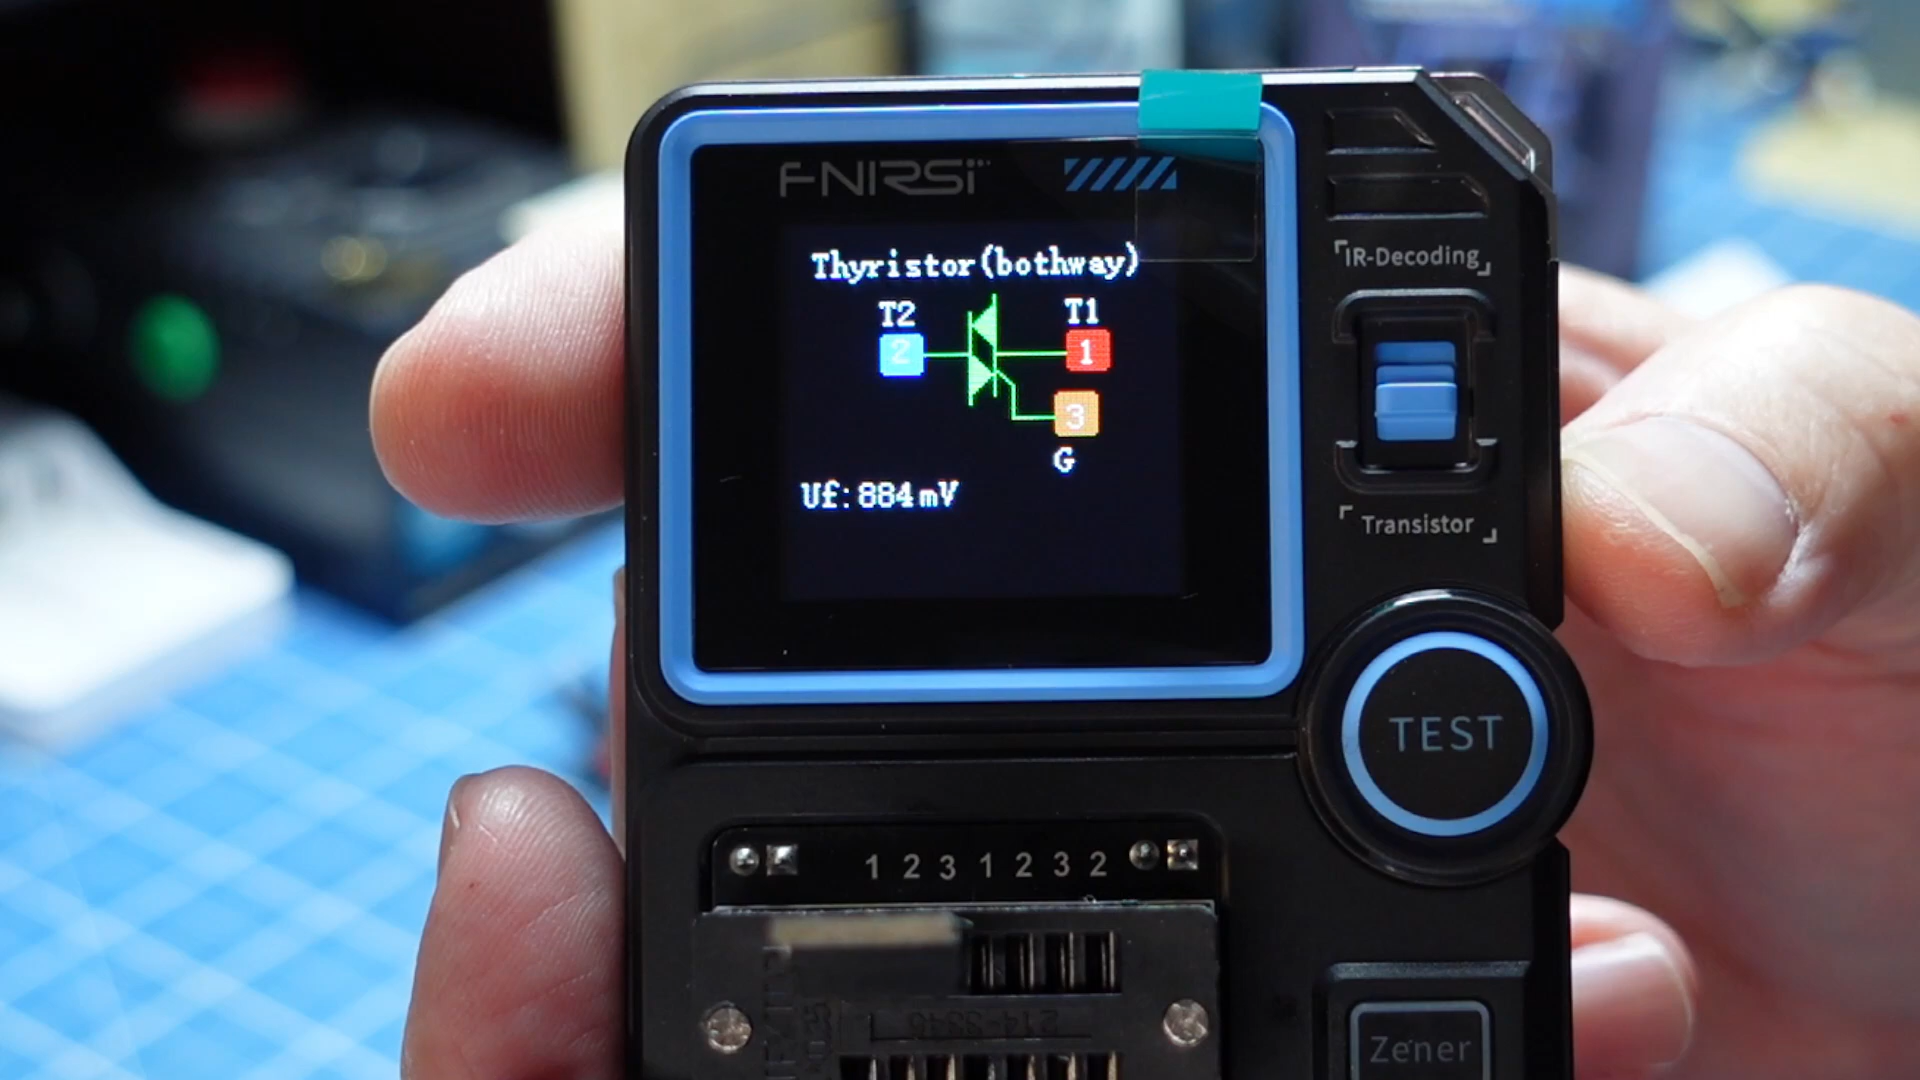 FNIRSI
Thyristor(bothway)
T2 T1
2 1
3
G
Uf:884mV
IR-Decoding
Transistor
TEST
1 2 3 1 2 3 2
Zener